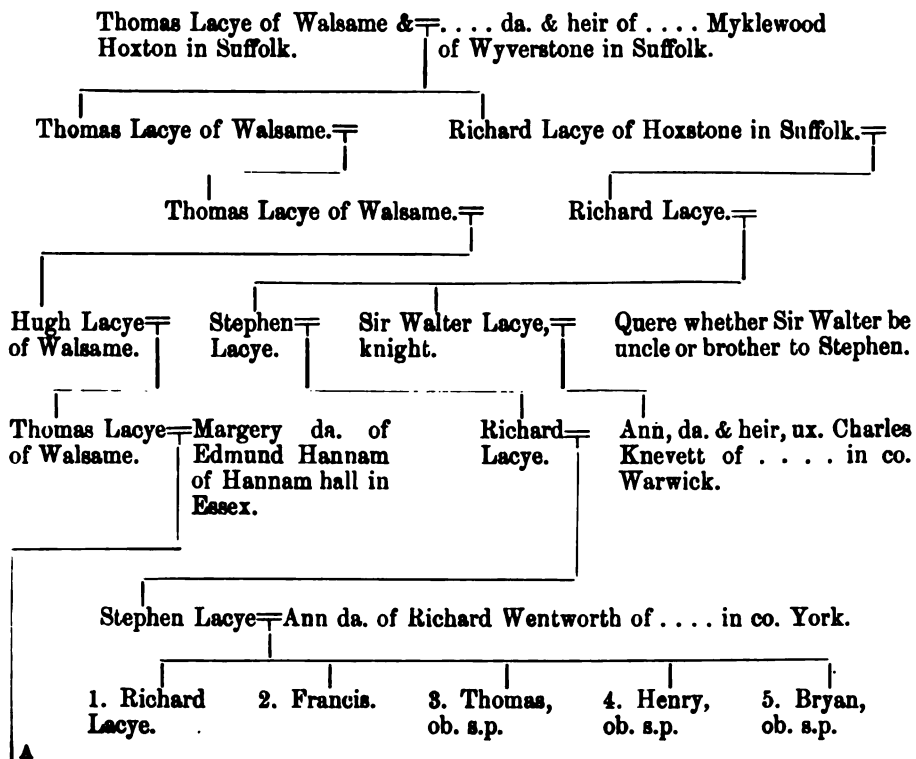 Thomas Lacye of Walsame & . . . . da. & heir of . . . . Myklewood
Hoxton in Suffolk. of Wyverstone in Suffolk.
Thomas Lacye of Walsame. Richard Lacye of Hoxstone in Suffolk.
Thomas Lacye of Walsame. Richard Lacye.
Hugh Lacye
of Walsame.
Stephen
Lacye.
Sir Walter Lacye,
knight.
Quere whether Sir Walter be
uncle or brother to Stephen.
Thomas Lacye
of Walsame.
Margery da. of
Edmund Hannam
of Hannam hall in
Essex.
Richard
Lacye.
Ann, da. & heir, ux. Charles
Knevett of . . . . in co.
Warwick.
Stephen Lacye Ann da. of Richard Wentworth of . . . . in co. York.
1. Richard
Lacye.
2. Francis.
3. Thomas,
ob. s.p.
4. Henry,
ob. s.p.
5. Bryan,
ob. s.p.